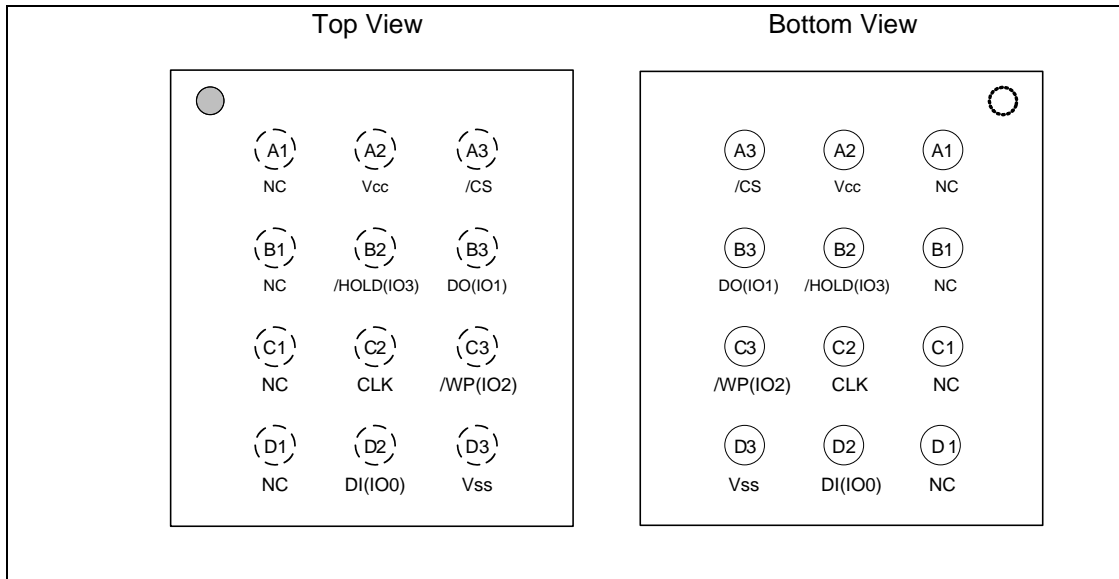 Top View
A1 A2 A3
NC Vcc /CS
B1 B2 B3
NC /HOLD(IO3) DO(IO1)
C1 C2 C3
NC CLK /WP(IO2)
D1 D2 D3
NC DI(IO0) Vss
Bottom View
A3 A2 A1
/CS Vcc NC
B3 B2 B1
DO(IO1) /HOLD(IO3) NC
C3 C2 C1
/WP(IO2) CLK NC
D3 D2 D1
Vss DI(IO0) NC